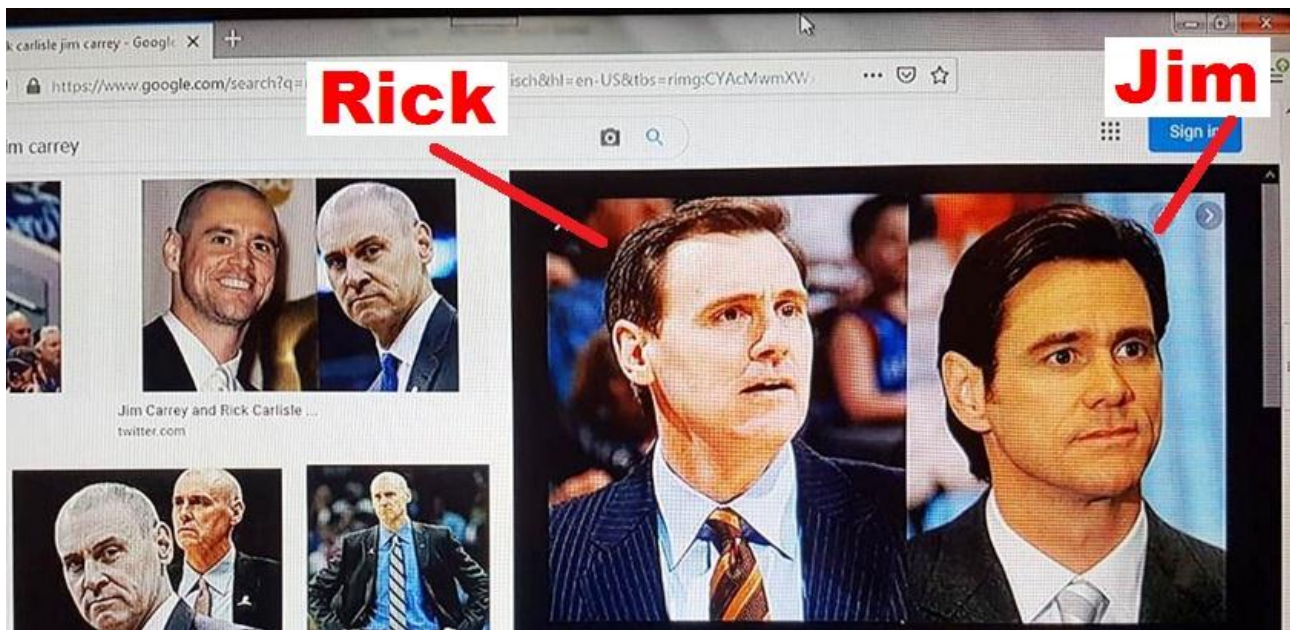 carlisle jim carrey - Google
https://www.google.com/search?q= isch&hl=en-US&tbs=rimg:CYAcMwmXW
Rick
Jim
m carrey
Sign in
Jim Carrey and Rick Carlisle ...
twitter.com